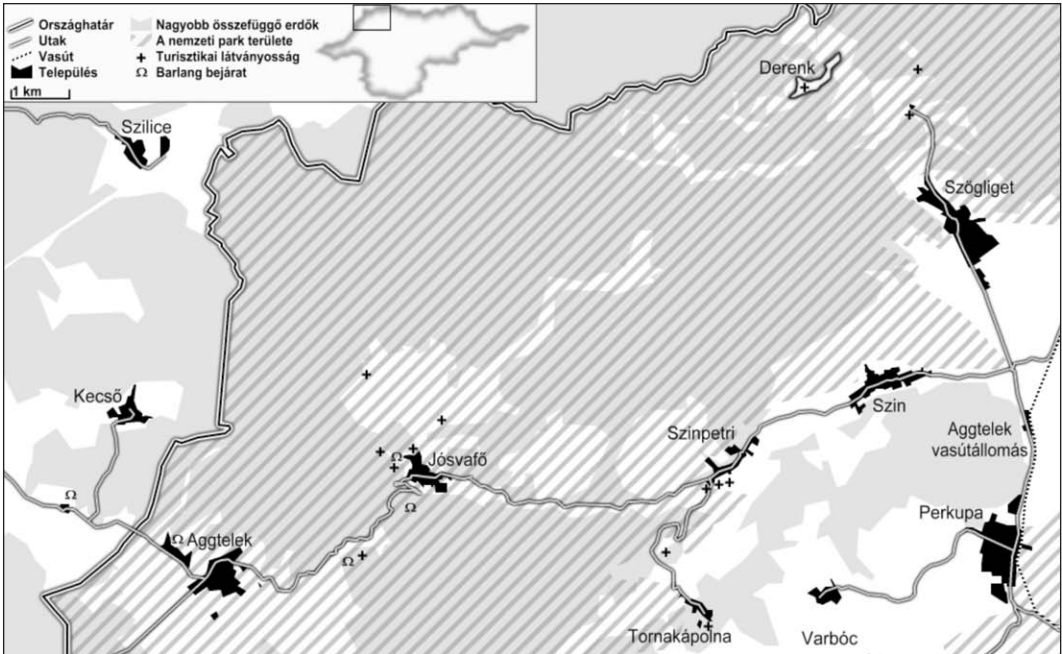 Országhatár
Utak
Vasút
Település
1 km
Nagyobb összefüggő erdők
A nemzeti park területe
Turisztikai látványosság
Ω Barlang bejárat
Derenk
Szilice
Szögliget
Kecső
Szin
Szinpetri
Aggtelek
vasútállomás
Jósvafő
Perkupa
Aggtelek
Tornakápolna
Varbóc